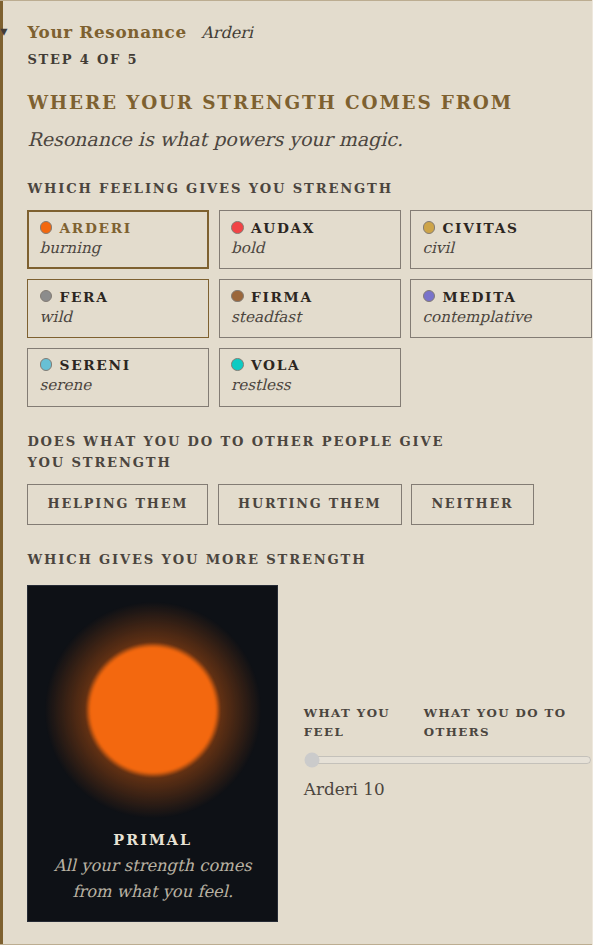 Your Resonance Arderi
STEP 4 OF 5
WHERE YOUR STRENGTH COMES FROM
Resonance is what powers your magic.
WHICH FEELING GIVES YOU STRENGTH
ARDERI
burning
AUDAX
bold
CIVITAS
civil
FERA
wild
FIRMA
steadfast
MEDITA
contemplative
SERENI
serene
VOLA
restless
DOES WHAT YOU DO TO OTHER PEOPLE GIVE
YOU STRENGTH
HELPING THEM
HURTING THEM
NEITHER
WHICH GIVES YOU MORE STRENGTH
PRIMAL
All your strength comes
from what you feel.
WHAT YOU
FEEL
WHAT YOU DO TO
OTHERS
Arderi 10